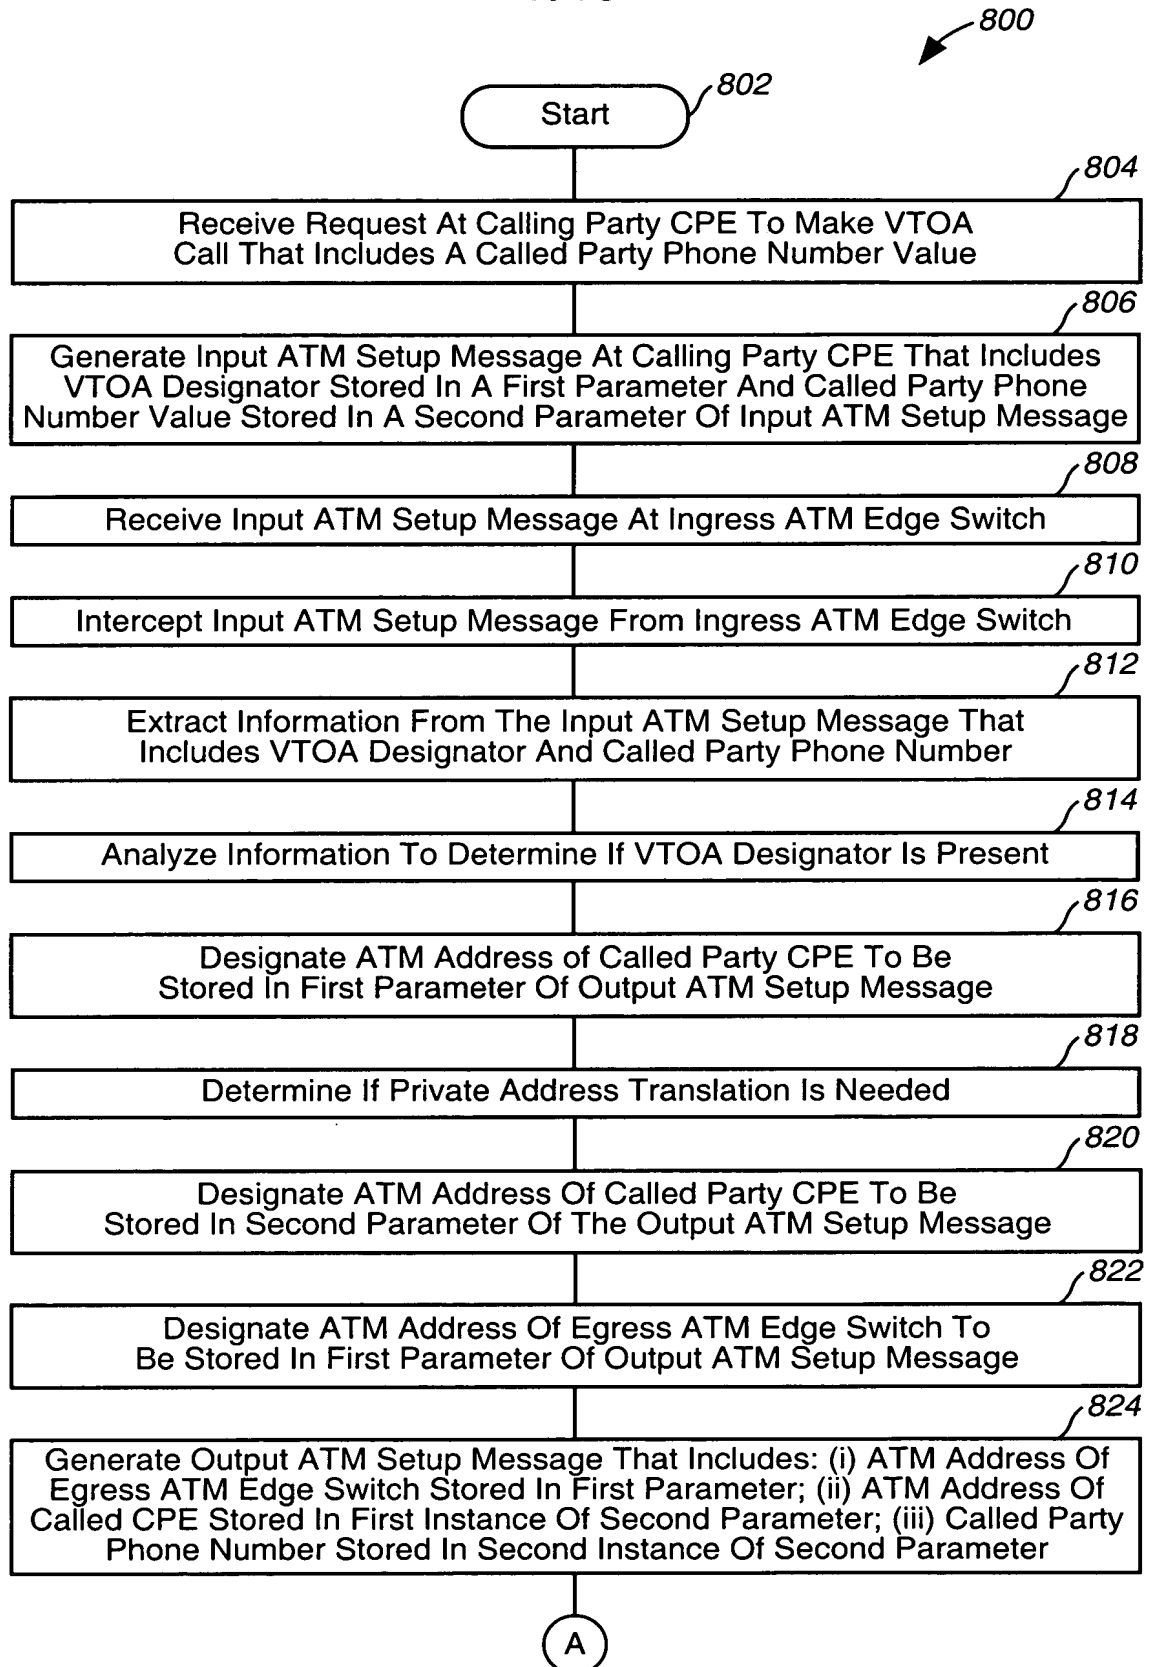 800
802
Start
804
Receive Request At Calling Party CPE To Make VTOA
Call That Includes A Called Party Phone Number Value
806
Generate Input ATM Setup Message At Calling Party CPE That Includes
VTOA Designator Stored In A First Parameter And Called Party Phone
Number Value Stored In A Second Parameter Of Input ATM Setup Message
808
Receive Input ATM Setup Message At Ingress ATM Edge Switch
810
Intercept Input ATM Setup Message From Ingress ATM Edge Switch
812
Extract Information From The Input ATM Setup Message That
Includes VTOA Designator And Called Party Phone Number
814
Analyze Information To Determine If VTOA Designator Is Present
816
Designate ATM Address of Called Party CPE To Be
Stored In First Parameter Of Output ATM Setup Message
818
Determine If Private Address Translation Is Needed
820
Designate ATM Address Of Called Party CPE To Be
Stored In Second Parameter Of The Output ATM Setup Message
822
Designate ATM Address Of Egress ATM Edge Switch To
Be Stored In First Parameter Of Output ATM Setup Message
824
Generate Output ATM Setup Message That Includes: (i) ATM Address Of
Egress ATM Edge Switch Stored In First Parameter; (ii) ATM Address Of
Called CPE Stored In First Instance Of Second Parameter; (iii) Called Party
Phone Number Stored In Second Instance Of Second Parameter
A